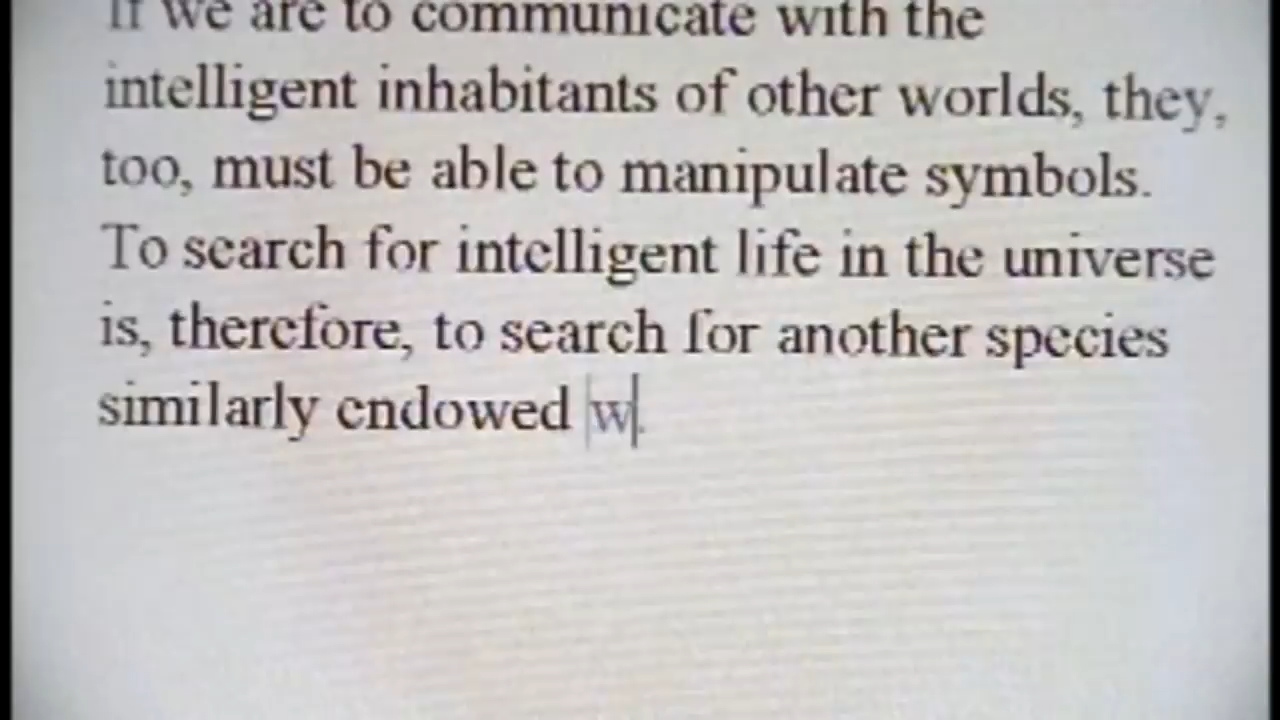 If we are to communicate with the
intelligent inhabitants of other worlds, they,
too, must be able to manipulate symbols.
To search for intelligent life in the universe
is, therefore, to search for another species
similarly endowed w.